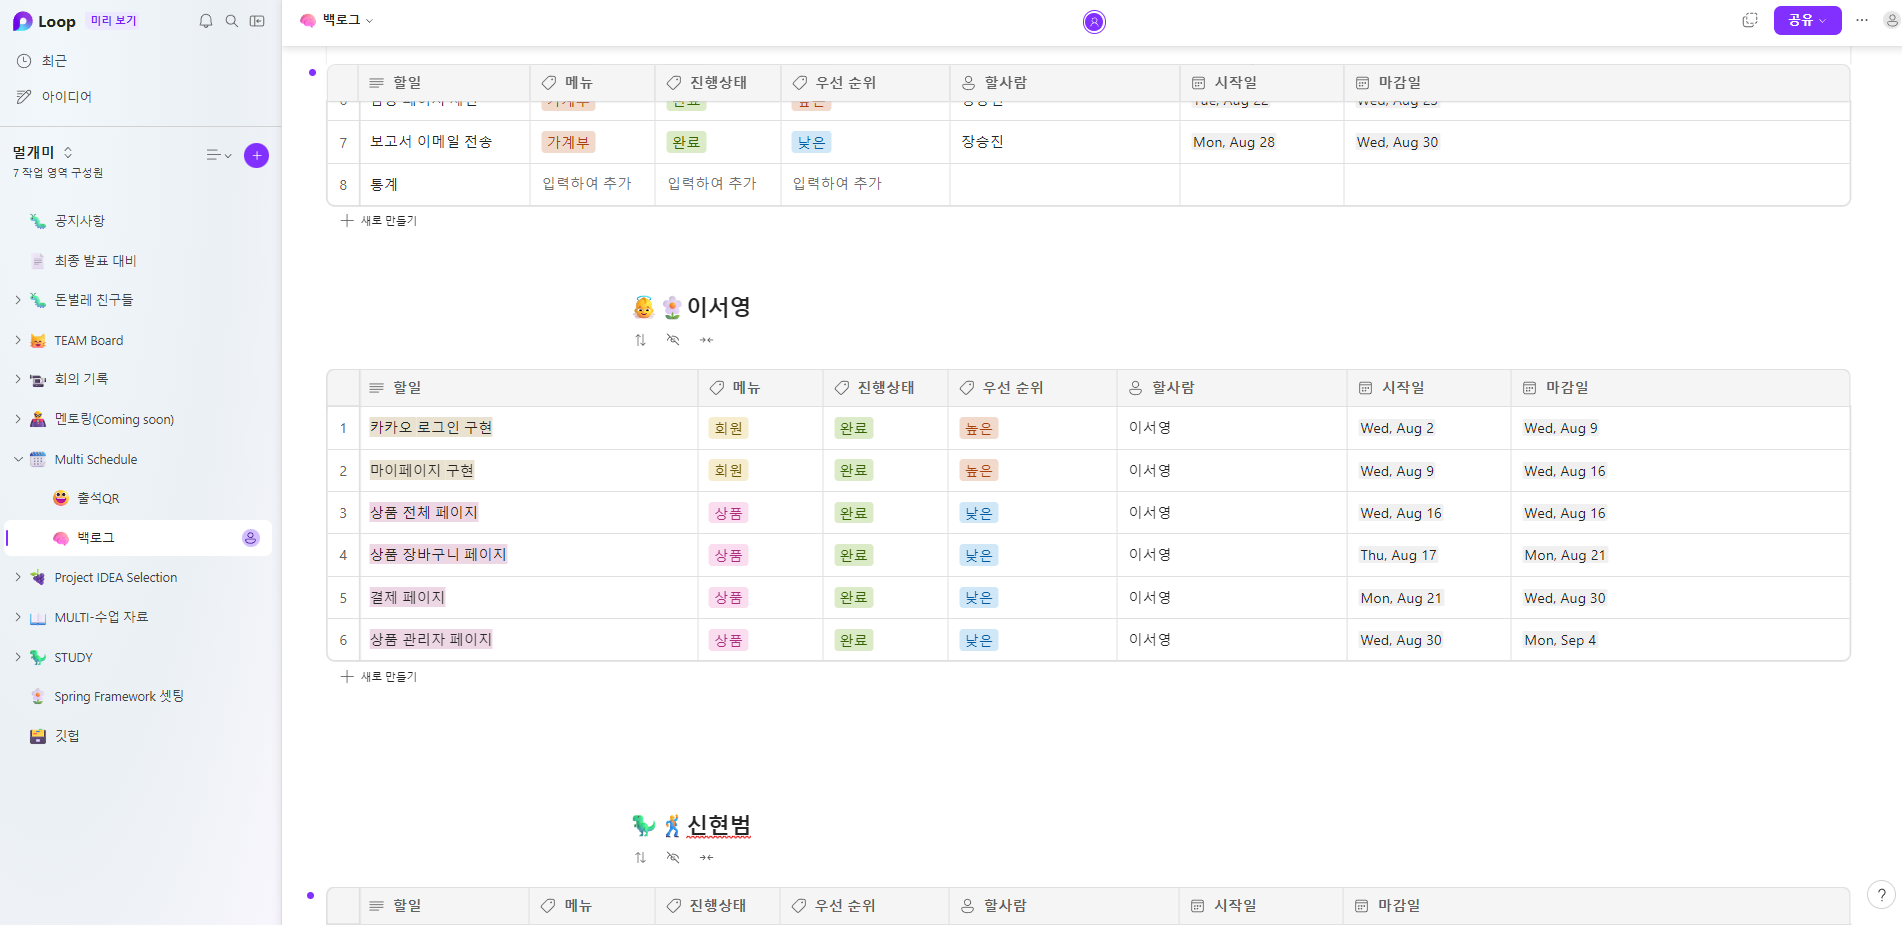 Loop 미리 보기
최근
아이디어
멀개미
7 작업 영역 구성원
공지사항
최종 발표 대비
돈벌레 친구들
TEAM Board
회의 기록
멘토링(Coming soon)
Multi Schedule
출석QR
백로그
Project IDEA Selection
MULTI-수업 자료
STUDY
Spring Framework 셋팅
깃헙
백로그
공유
할일 메뉴 진행상태 우선 순위 할사람 시작일 마감일
7 보고서 이메일 전송 가계부 완료 낮은 장승진 Mon, Aug 28 Wed, Aug 30
8 통계 입력하여 추가 입력하여 추가 입력하여 추가
새로 만들기
이서영
할일 메뉴 진행상태 우선 순위 할사람 시작일 마감일
1 카카오 로그인 구현 회원 완료 높은 이서영 Wed, Aug 2 Wed, Aug 9
2 마이페이지 구현 회원 완료 높은 이서영 Wed, Aug 9 Wed, Aug 16
3 상품 전체 페이지 상품 완료 낮은 이서영 Wed, Aug 16 Wed, Aug 16
4 상품 장바구니 페이지 상품 완료 낮은 이서영 Thu, Aug 17 Mon, Aug 21
5 결제 페이지 상품 완료 낮은 이서영 Mon, Aug 21 Wed, Aug 30
6 상품 관리자 페이지 상품 완료 낮은 이서영 Wed, Aug 30 Mon, Sep 4
새로 만들기
신현범
할일 메뉴 진행상태 우선 순위 할사람 시작일 마감일
?